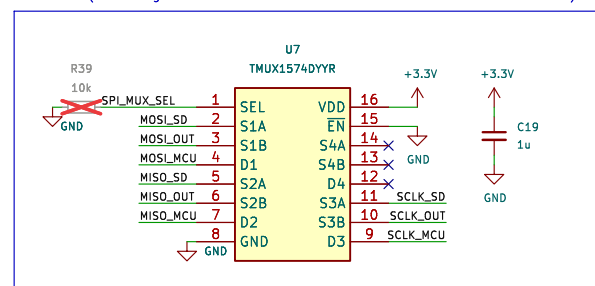 U7
TMUX1574DYYR
R39
10k
GND
SPI_MUX_SEL
1
SEL
MOSI_SD
2
S1A
MOSI_OUT
3
S1B
MOSI_MCU
4
D1
MISO_SD
5
S2A
MISO_OUT
6
S2B
MISO_MCU
7
D2
8
GND
GND
VDD
16
+3.3V
EN
15
GND
S4A
14
S4B
13
D4
12
S3A
11
SCLK_SD
S3B
10
SCLK_OUT
D3
9
SCLK_MCU
+3.3V
C19
1u
GND